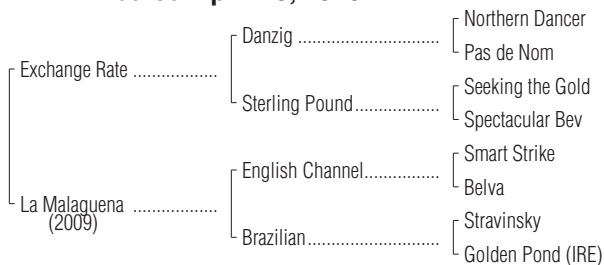 Northern Dancer
Danzig ....................................
Pas de Nom
Exchange Rate ..................
Seeking the Gold
Sterling Pound..................
Spectacular Bev
Smart Strike
English Channel................
Belva
La Malaguena ..................
(2009)
Stravinsky
Brazilian............................
Golden Pond (IRE)